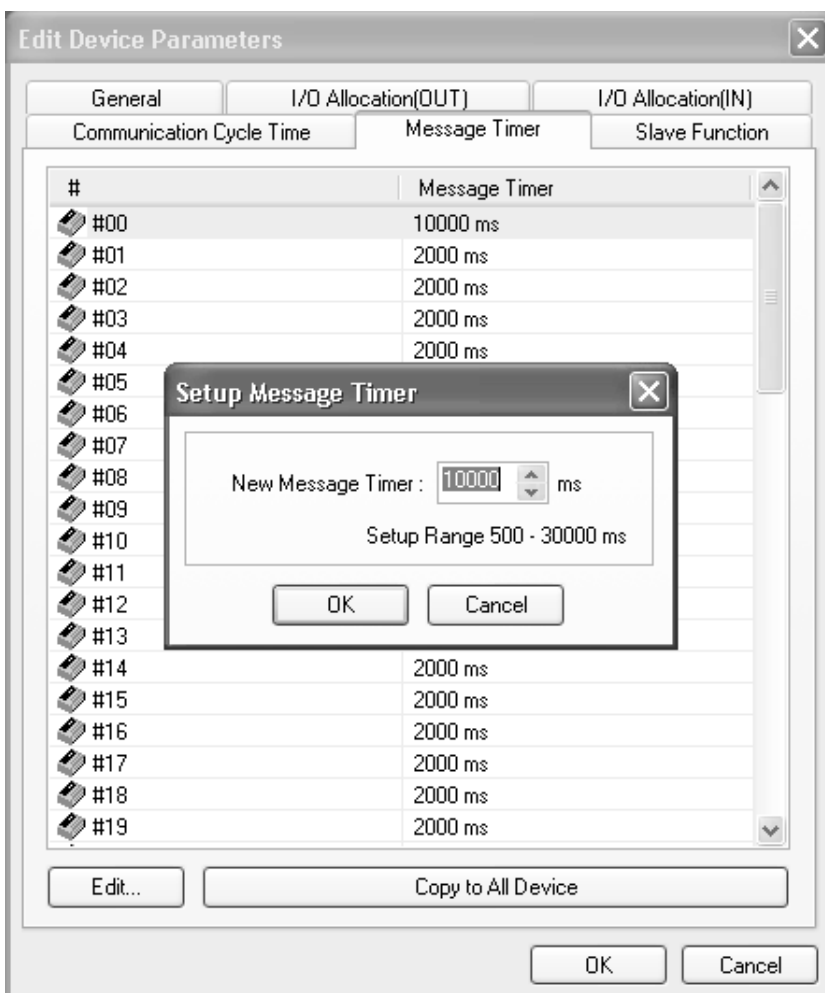 Edit Device Parameters
General I/O Allocation(OUT) I/O Allocation(IN)
Communication Cycle Time Message Timer Slave Function
# Message Timer
#00 10000 ms
#01 2000 ms
#02 2000 ms
#03 2000 ms
#04 2000 ms
#05
#06
#07
#08
#09
#10
#11
#12
#13
Setup Message Timer
New Message Timer : 10000 ms
Setup Range 500 - 30000 ms
OK Cancel
#14 2000 ms
#15 2000 ms
#16 2000 ms
#17 2000 ms
#18 2000 ms
#19 2000 ms
Edit... Copy to All Device
OK Cancel